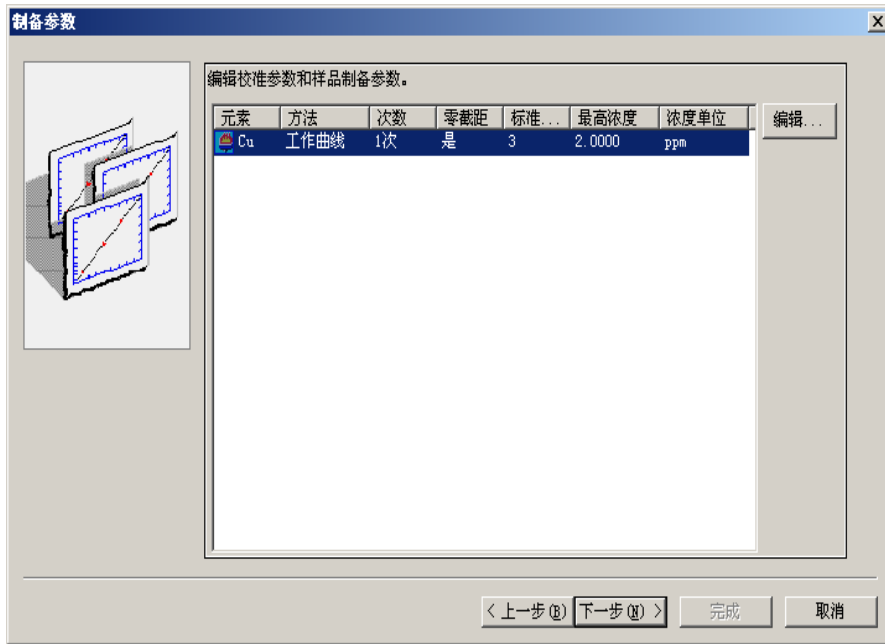 制备参数
编辑校准参数和样品制备参数。
元素 方法 次数 零截距 标准... 最高浓度 浓度单位 编辑...
Cu 工作曲线 1次 是 3 2.0000 ppm
< 上一步(B) 下一步(N) > 完成 取消